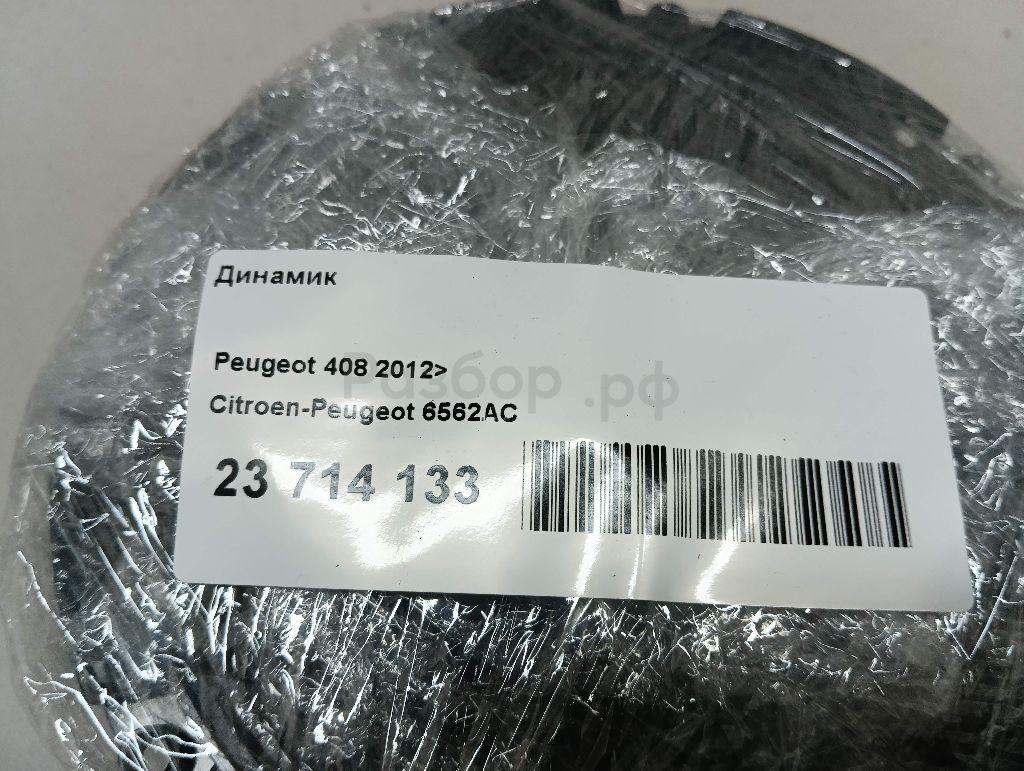 Динамик
Peugeot 408 2012>
Разбор.рф
Citroen-Peugeot 6562AC
23 714 133